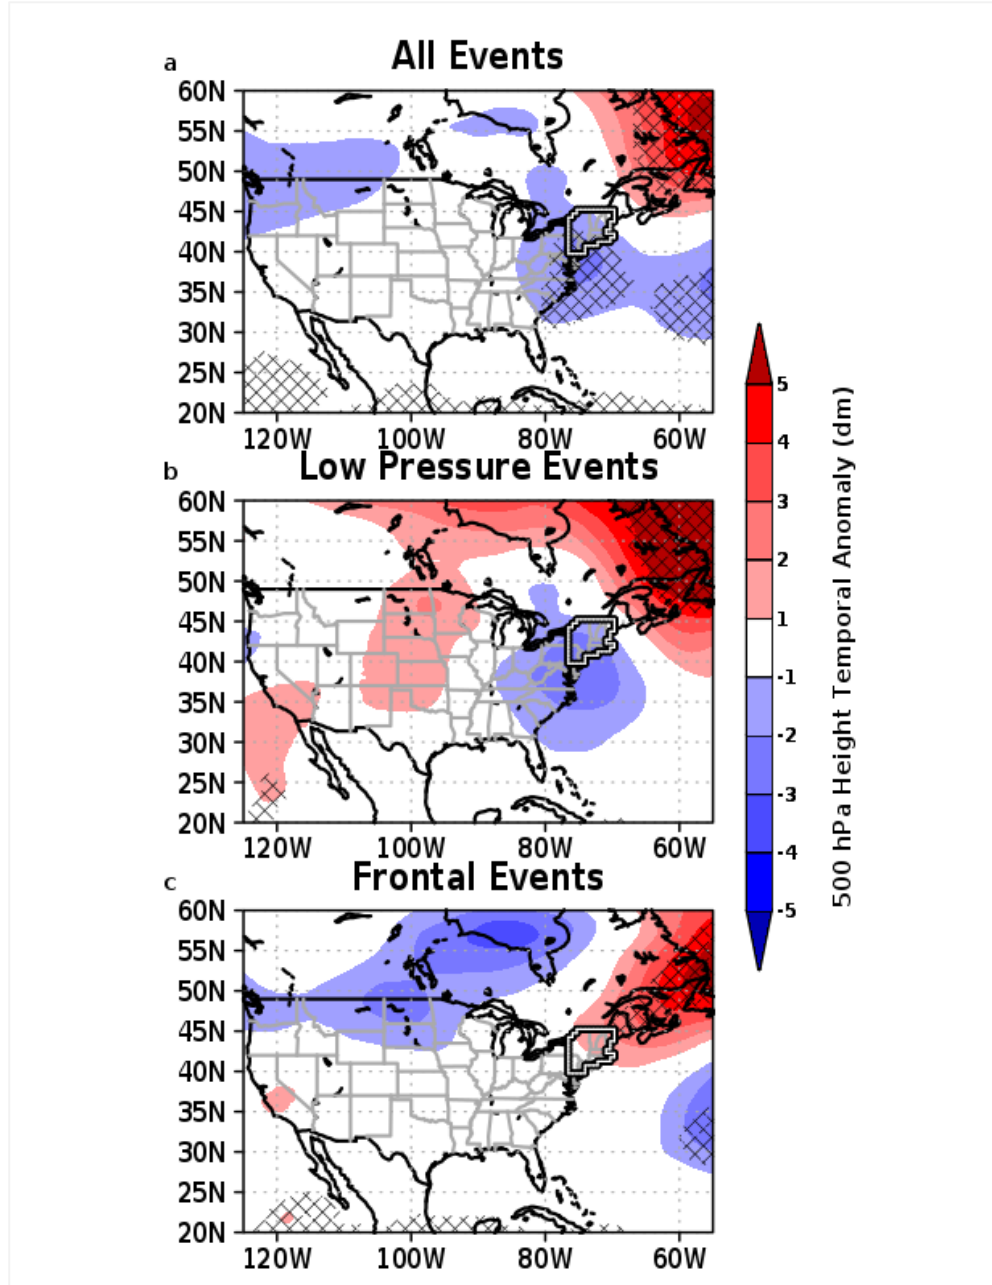 a
All Events
60N
55N
50N
45N
40N
35N
30N
25N
20N
120W 100W 80W 60W
b
Low Pressure Events
60N
55N
50N
45N
40N
35N
30N
25N
20N
120W 100W 80W 60W
c
Frontal Events
60N
55N
50N
45N
40N
35N
30N
25N
20N
120W 100W 80W 60W
5
4
3
2
1
-1
-2
-3
-4
-5
500 hPa Height Temporal Anomaly (dm)